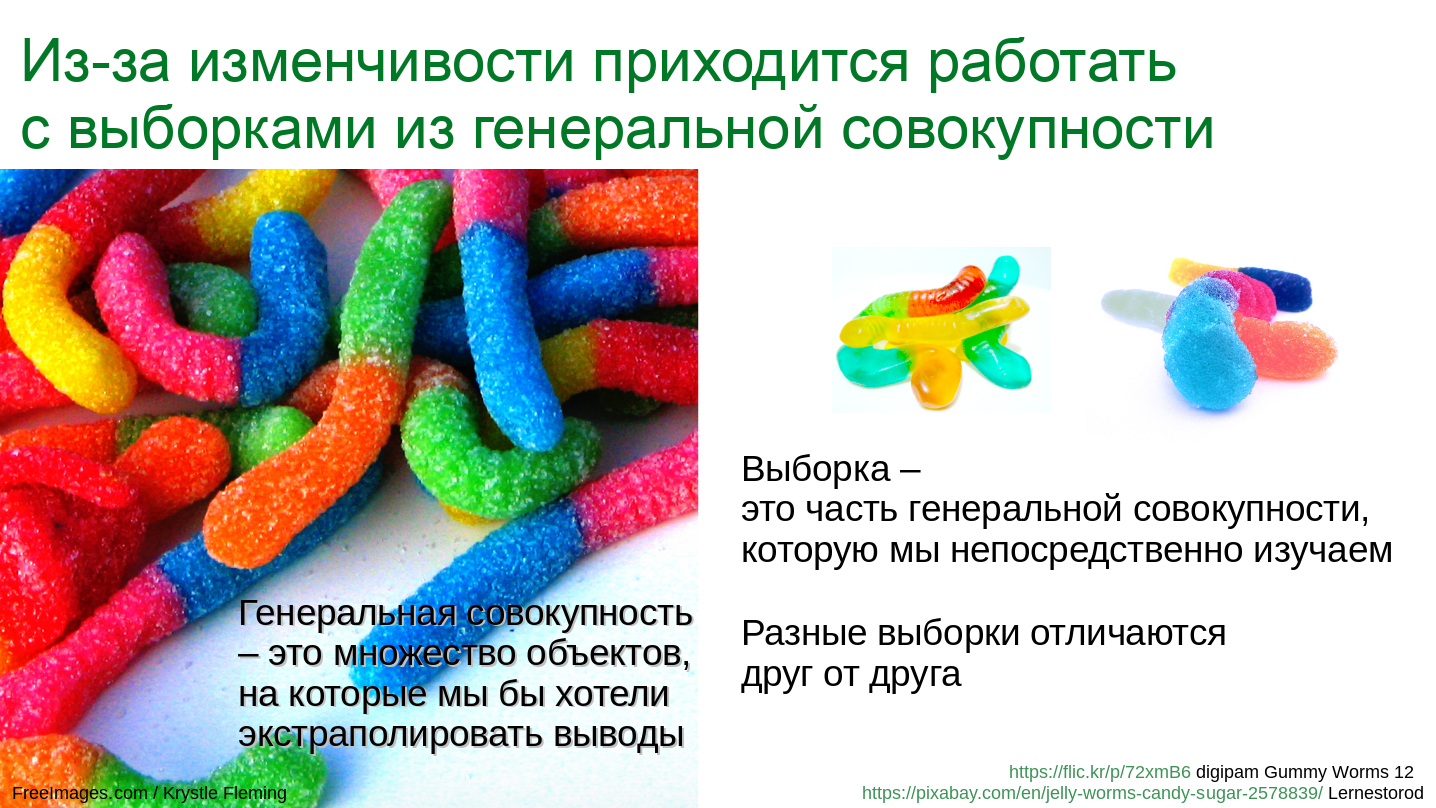 Из-за изменчивости приходится работать
с выборками из генеральной совокупности
Генеральная совокупность
– это множество объектов,
на которые мы бы хотели
экстраполировать выводы
FreeImages.com / Krystle Fleming
Выборка –
это часть генеральной совокупности,
которую мы непосредственно изучаем
Разные выборки отличаются
друг от друга
https://flic.kr/p/72xmB6 digipam Gummy Worms 12
https://pixabay.com/en/jelly-worms-candy-sugar-2578839/ Lernestorod